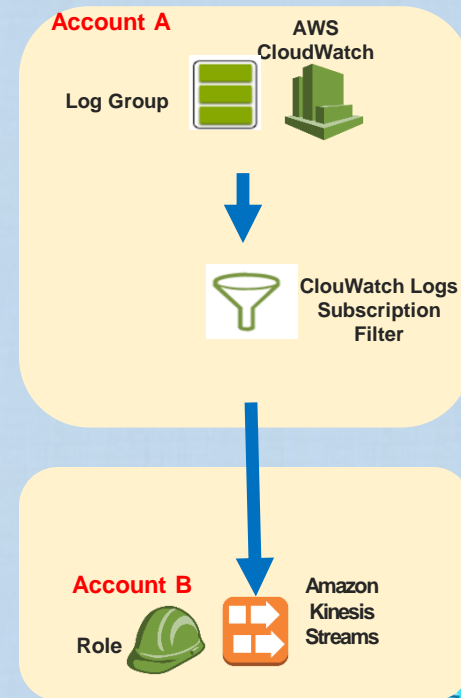 Account A
AWS
CloudWatch
Log Group
ClouWatch Logs
Subscription
Filter
Account B
Amazon
Kinesis
Streams
Role